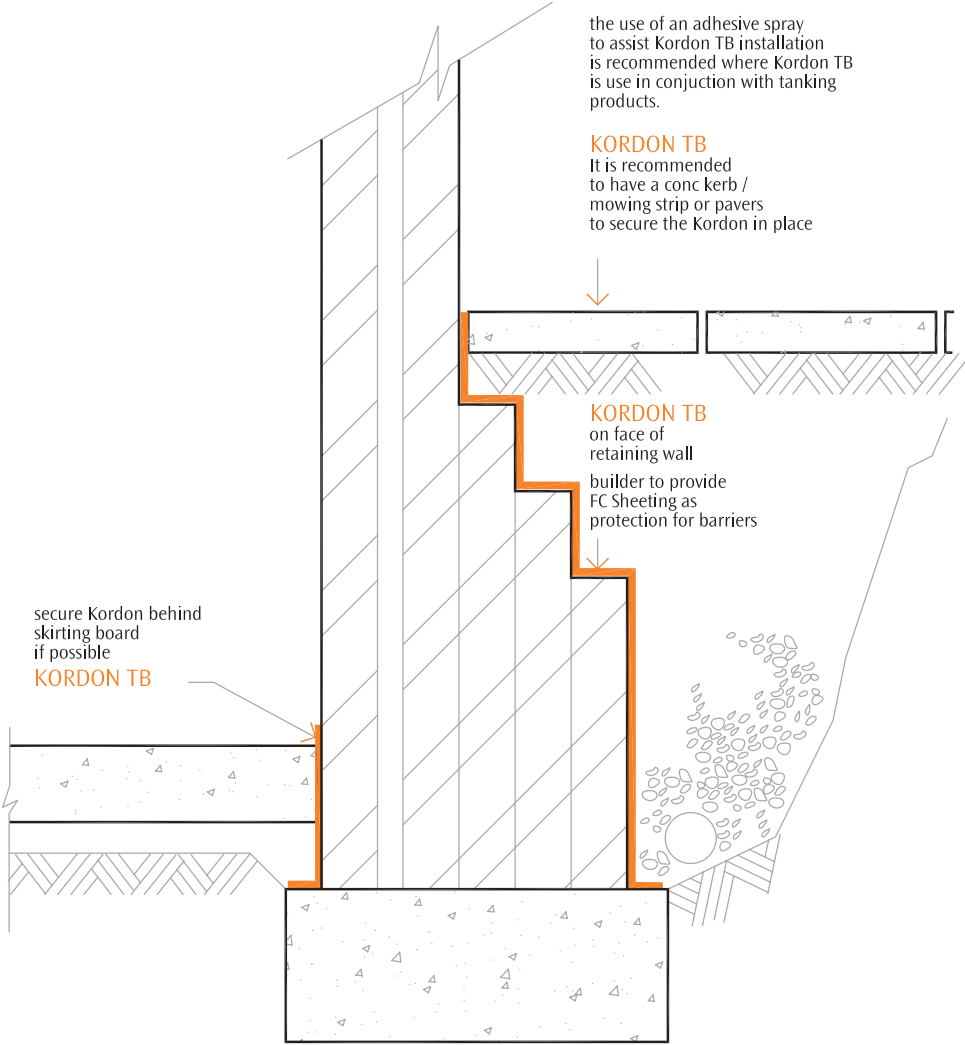 the use of an adhesive spray
to assist Kordon TB installation
is recommended where Kordon TB
is use in conjuction with tanking
products.
KORDON TB
It is recommended
to have a conc kerb /
mowing strip or pavers
to secure the Kordon in place
KORDON TB
on face of
retaining wall
builder to provide
FC Sheeting as
protection for barriers
secure Kordon behind
skirting board
if possible
KORDON TB